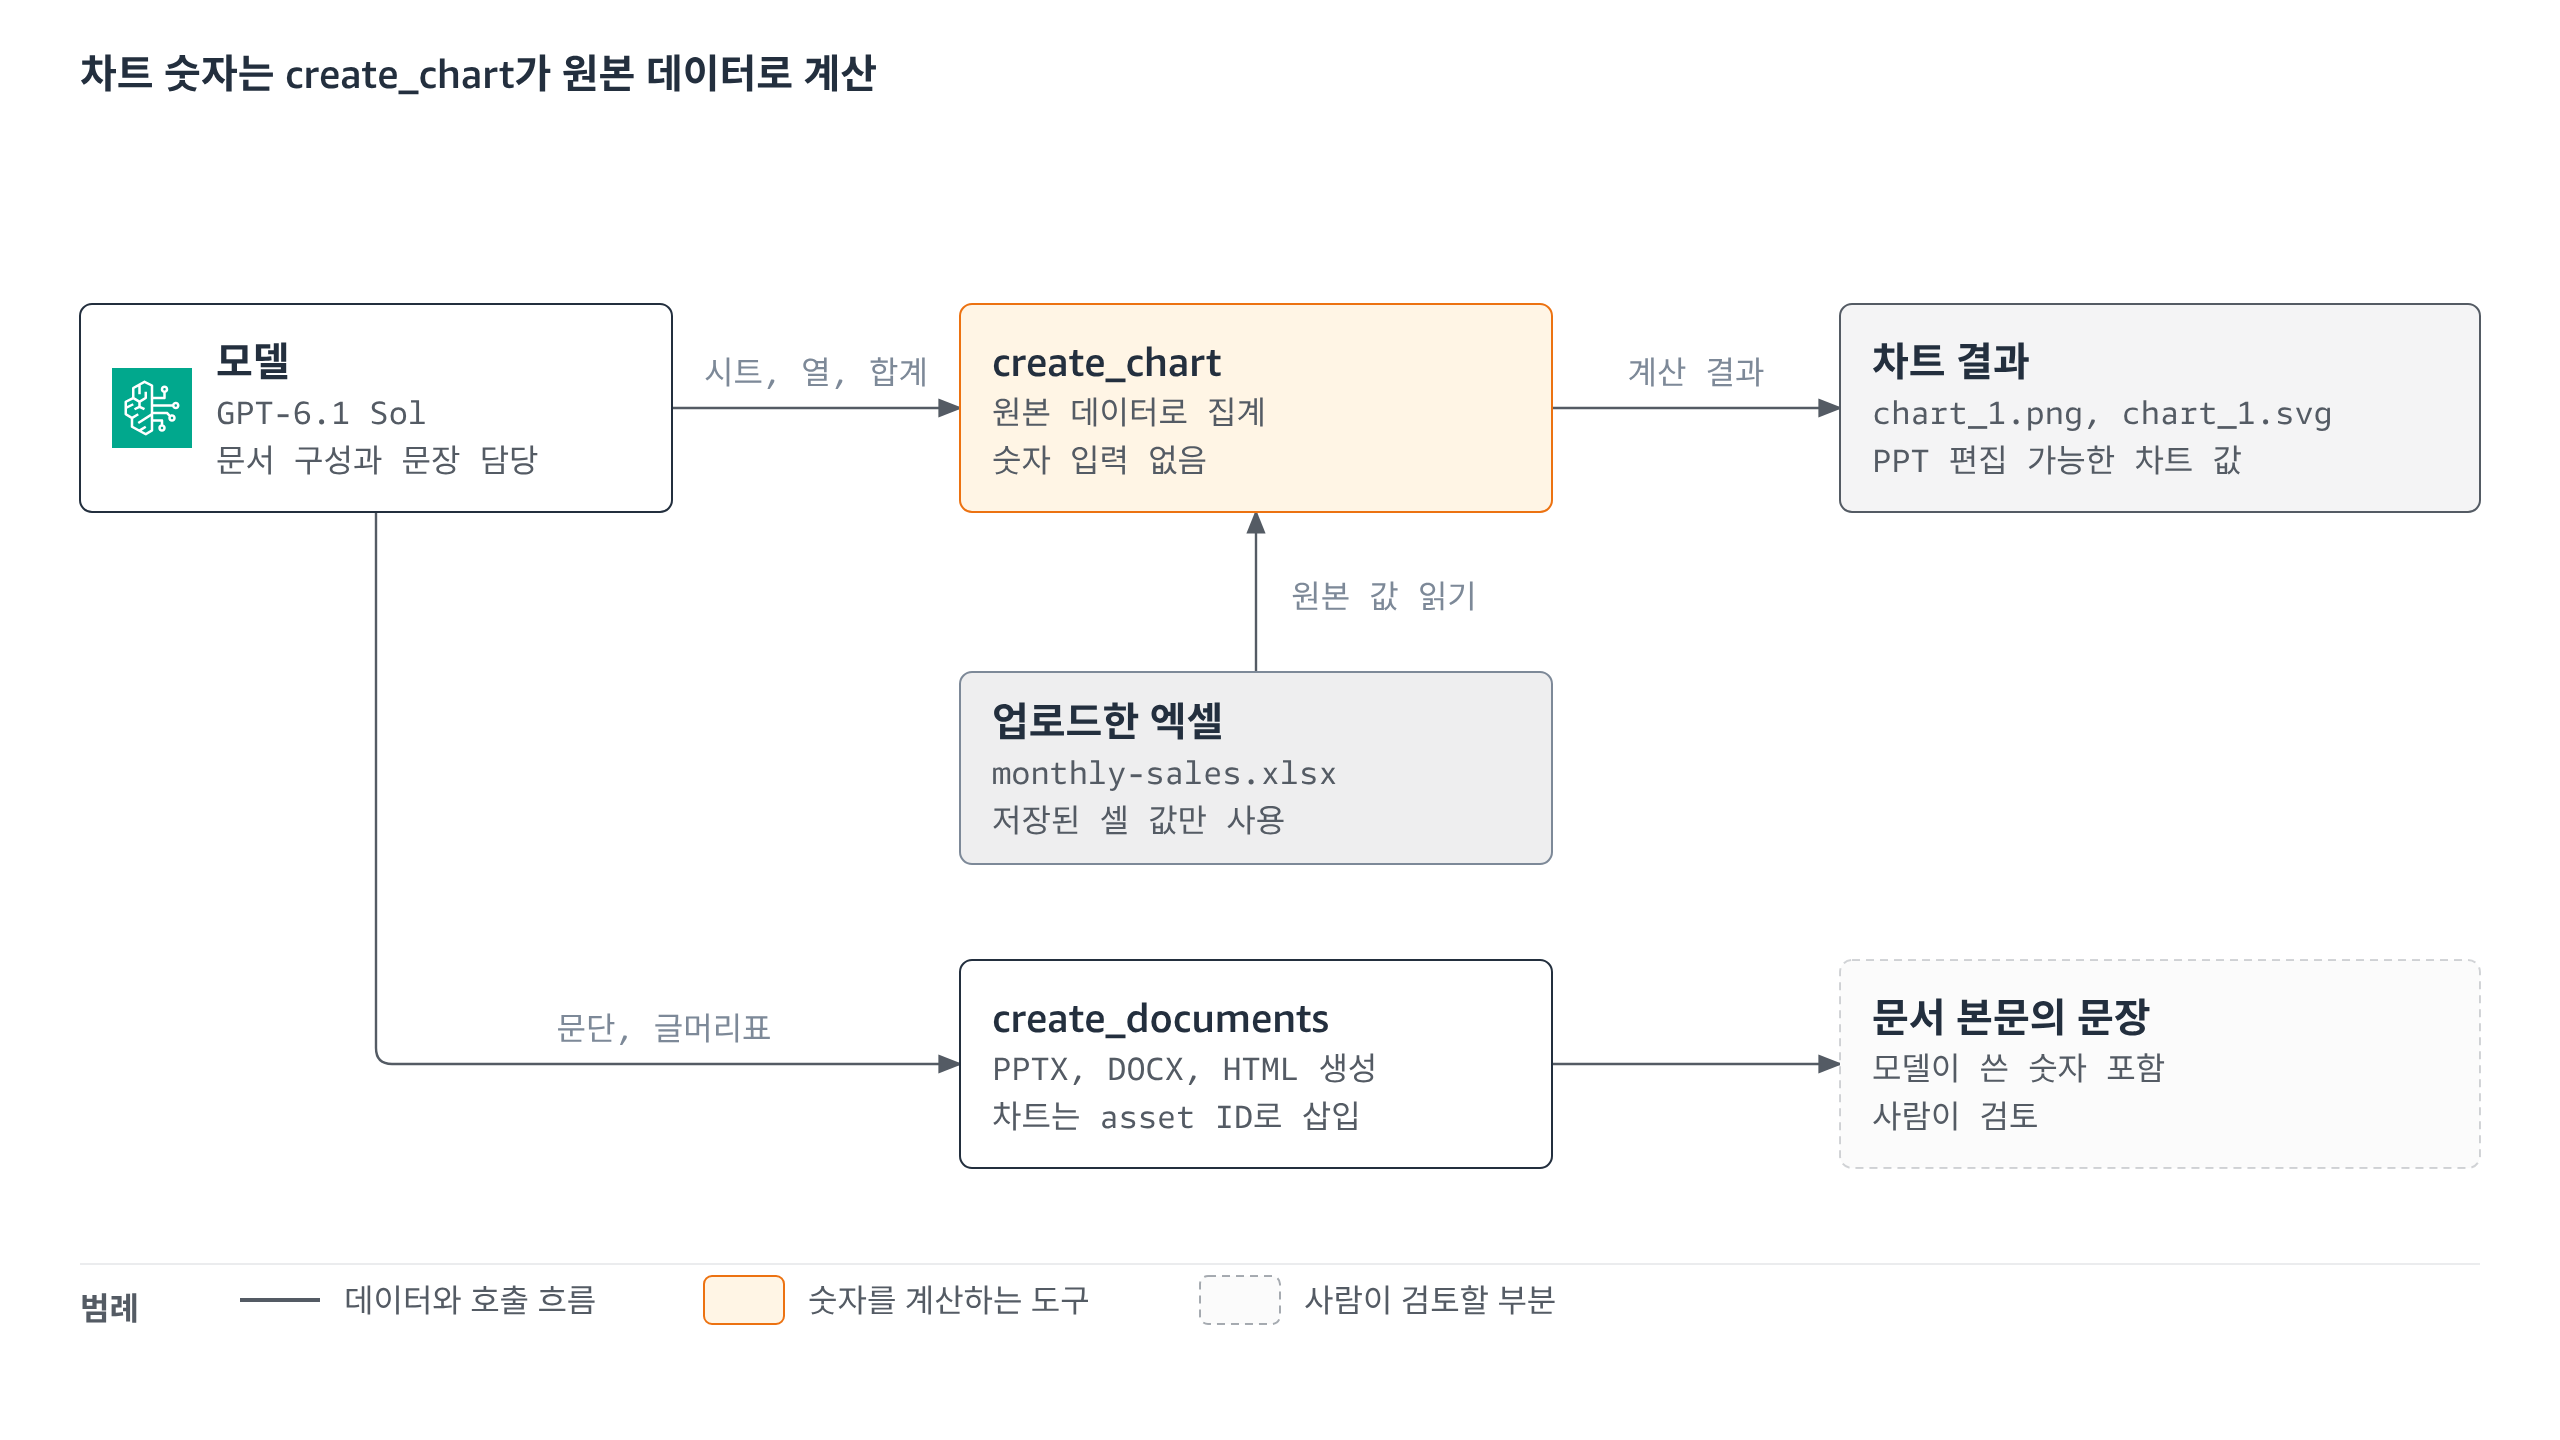 차트 숫자는 create_chart가 원본 데이터로 계산
모델
GPT-6.1 Sol
문서 구성과 문장 담당
시트, 열, 합계
create_chart
원본 데이터로 집계
숫자 입력 없음
계산 결과
차트 결과
chart_1.png, chart_1.svg
PPT 편집 가능한 차트 값
원본 값 읽기
업로드한 엑셀
monthly-sales.xlsx
저장된 셀 값만 사용
문단, 글머리표
create_documents
PPTX, DOCX, HTML 생성
차트는 asset ID로 삽입
문서 본문의 문장
모델이 쓴 숫자 포함
사람이 검토
범례
데이터와 호출 흐름
숫자를 계산하는 도구
사람이 검토할 부분